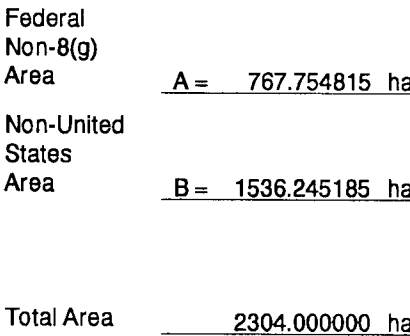 Federal
Non-8(g)
Area A = 767.754815 ha
Non-United
States
Area B = 1536.245185 ha
Total Area 2304.000000 ha